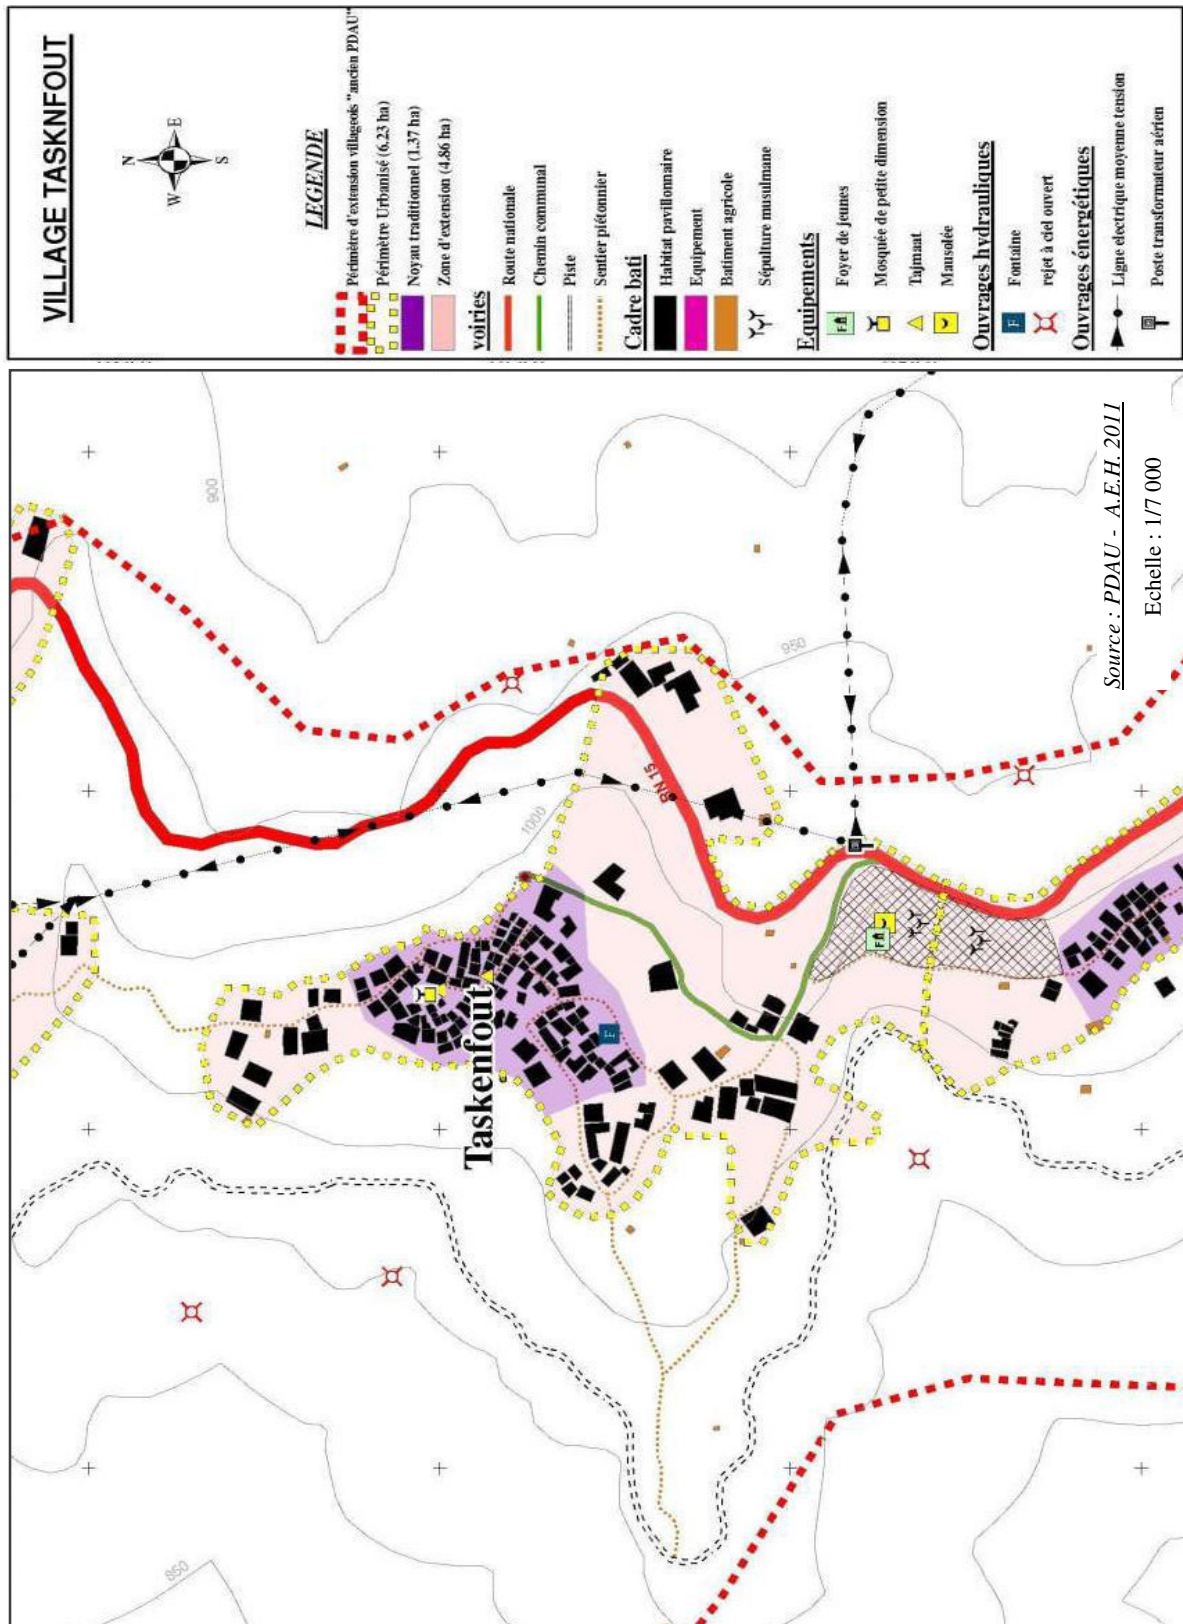 VILLAGE TASKNFOUT
N
W
E
S
LEGENDE
Périmètre d'extension villageois "ancien PDAU"
Périmètre Urbanisé (6.23 ha)
Noyau traditionnel (1.37 ha)
Zone d'extension (4.86 ha)
voiries
Route nationale
Chemin communal
Piste
Sentier piétonnier
Cadre bati
Habitat pavillonnaire
Equipement
Batiment agricole
Sépulture musulmane
Equipements
Foyer de jeunes
Mosquée de petite dimension
Tajmaat
Mausolée
Ouvrages hydrauliques
F
Fontaine
rejet à ciel ouvert
Ouvrages énergétiques
Ligne electrique moyenne tension
Poste transformateur aérien
900
950
1000
RN 15
Taskenfout
F
850
Source : PDAU - A.E.H. 2011
Echelle : 1/7 000